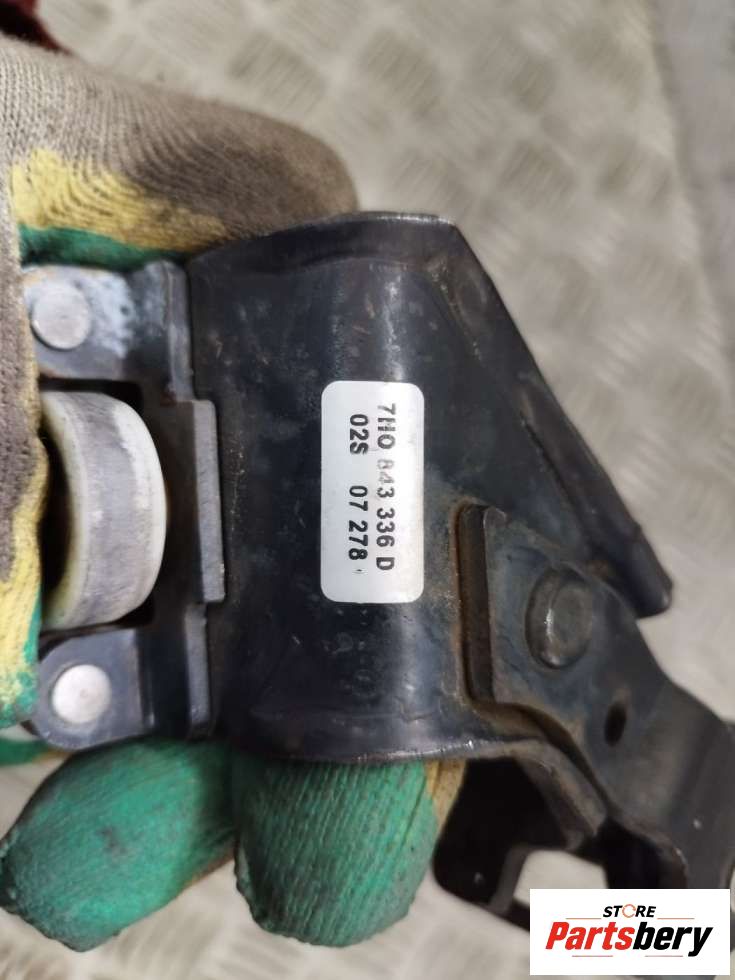 7H0 843 336 D
02S 07 278
STORE
Partsbery